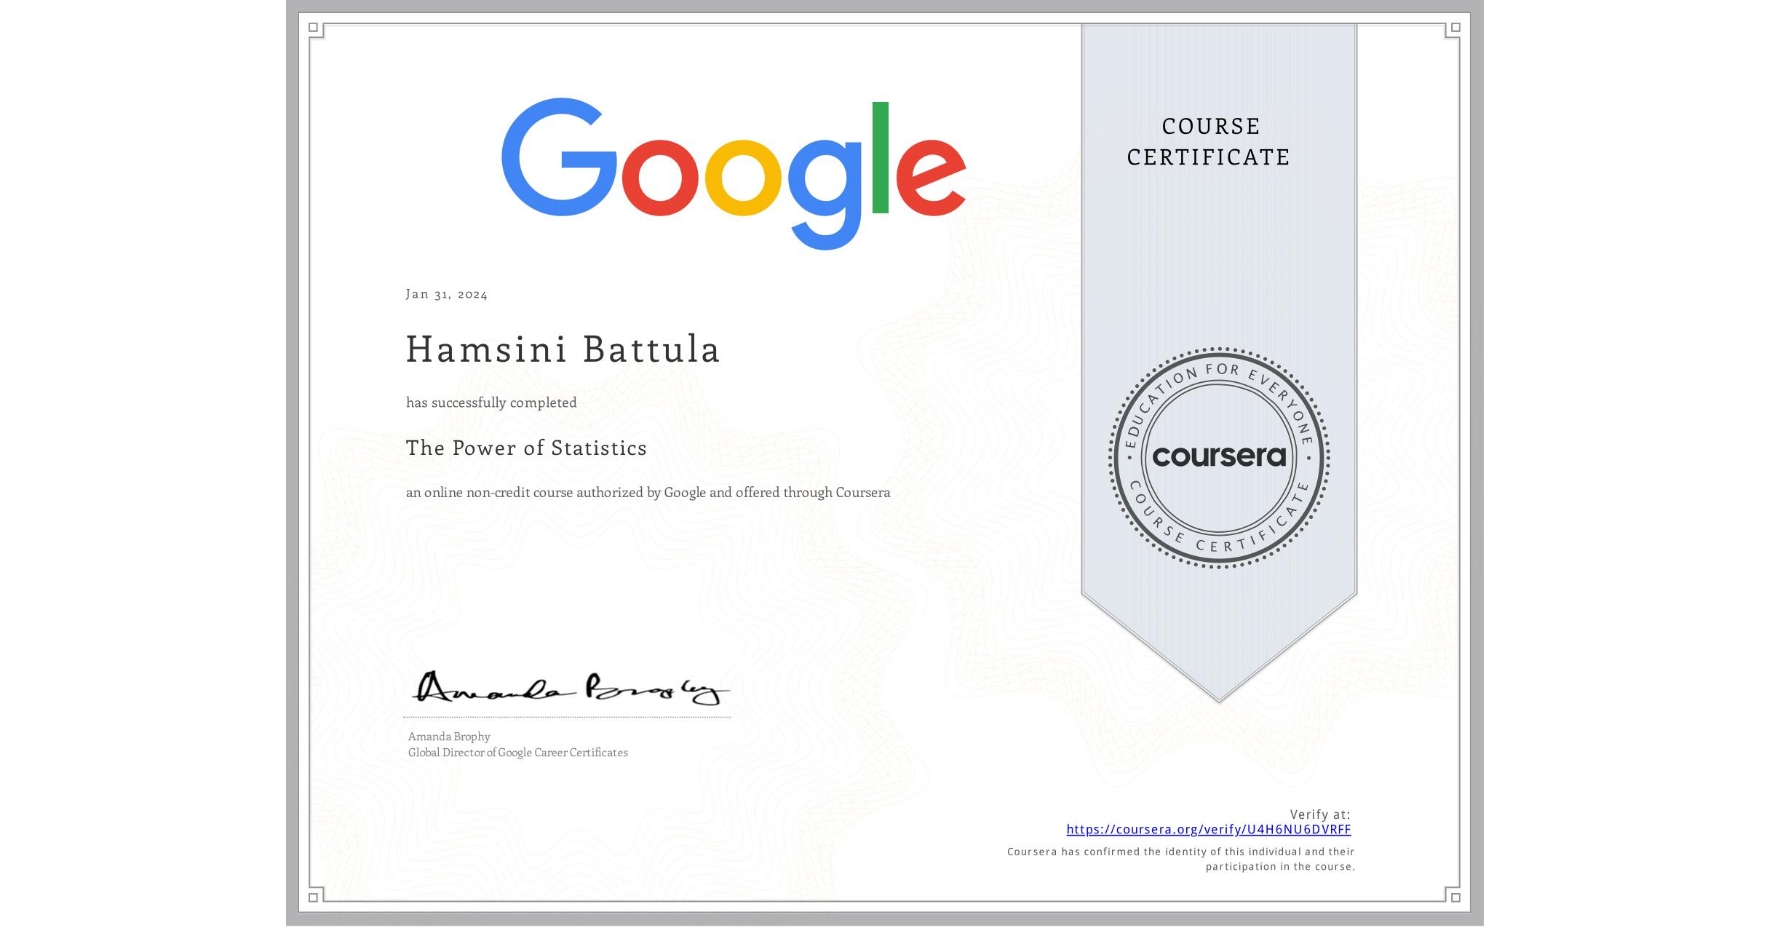 Google
COURSE
CERTIFICATE
Jan 31, 2024
Hamsini Battula
has successfully completed
The Power of Statistics
an online non-credit course authorized by Google and offered through Coursera
EDUCATION FOR EVERYONE
coursera
COURSE CERTIFICATE
Amanda Brophy
Amanda Brophy
Global Director of Google Career Certificates
Verify at:
https://coursera.org/verify/U4H6NU6DVRFF
Coursera has confirmed the identity of this individual and their
participation in the course.